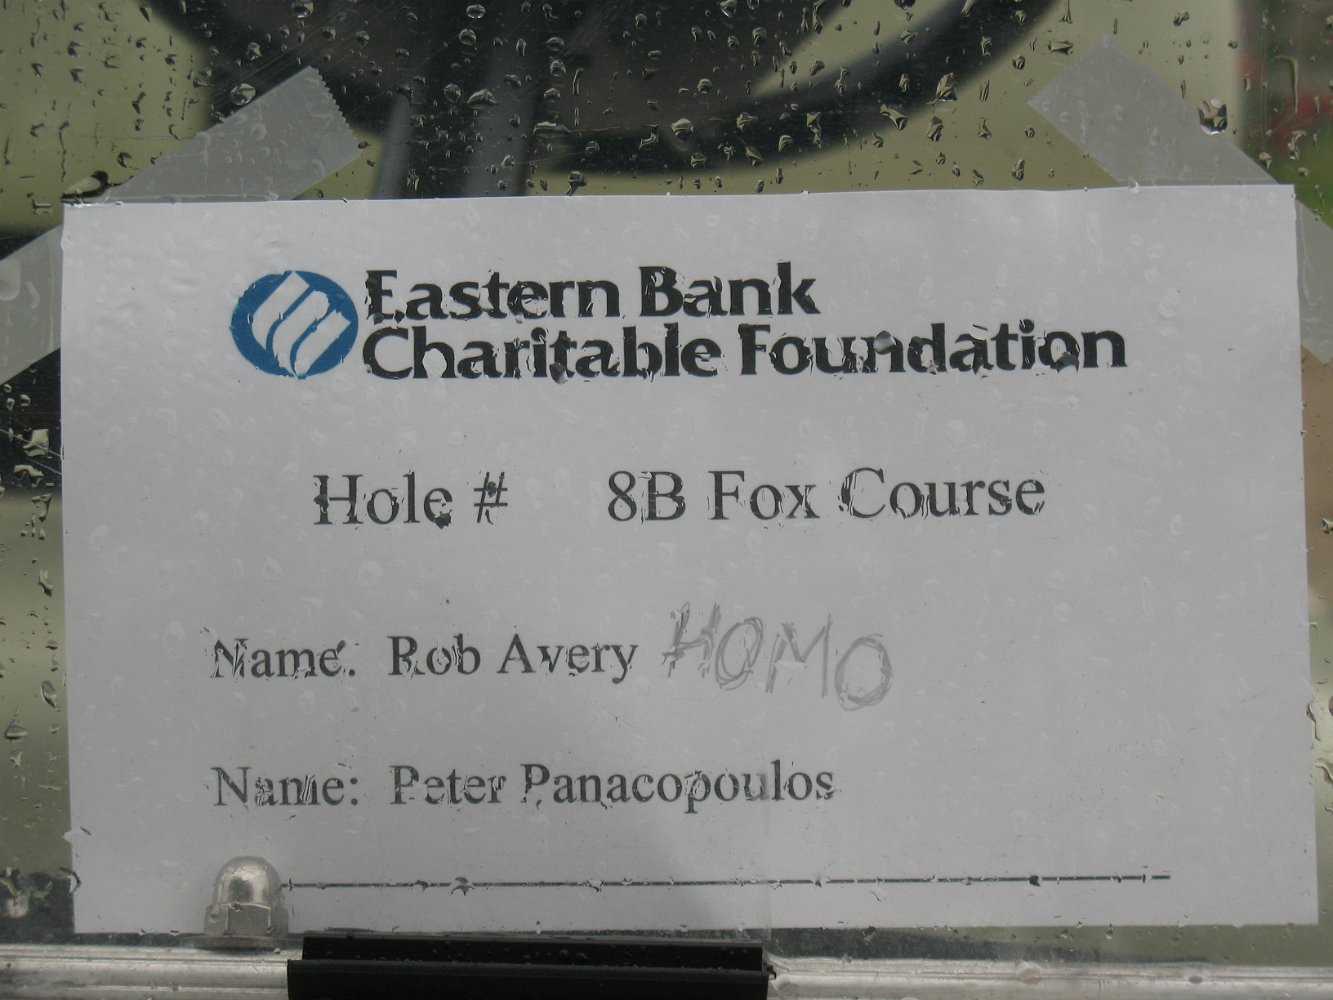 Eastern Bank
Charitable Foundation
Hole # 8B Fox Course
Name: Rob Avery HOMO
Name: Peter Panacopoulos